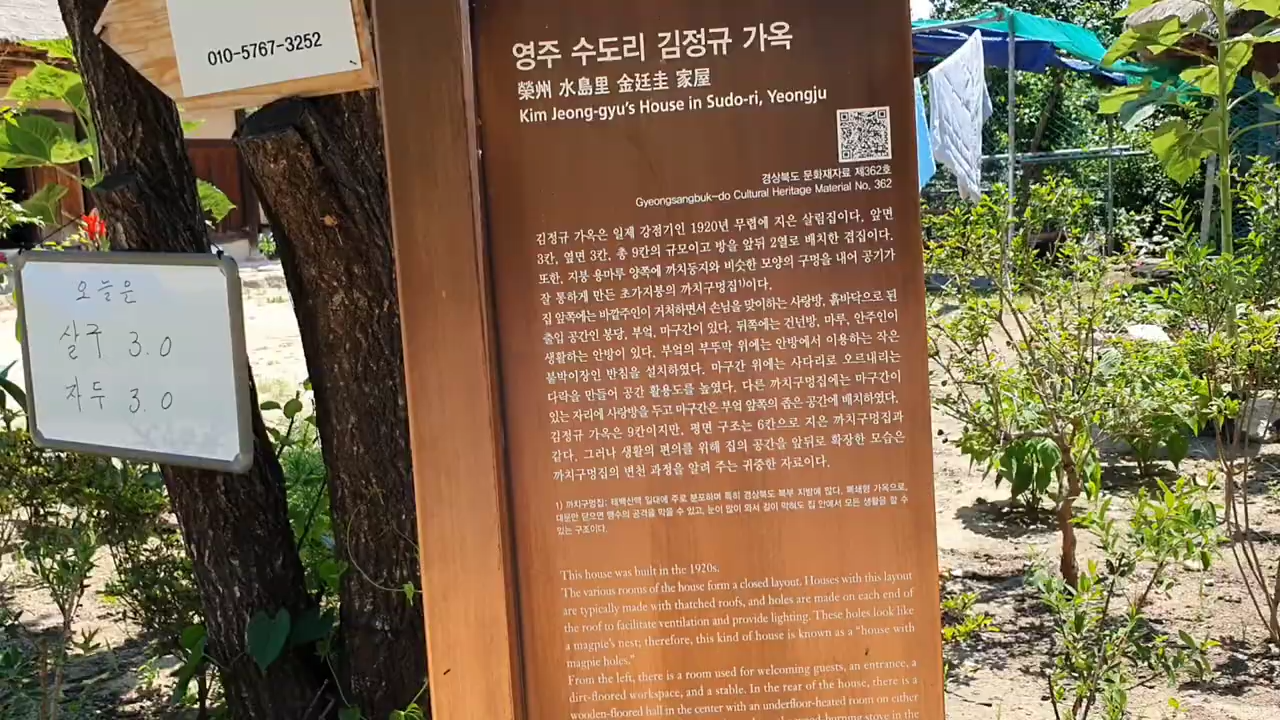 010-5767-3252
오늘은
살구 3.0
자두 3.0
영주 수도리 김정규 가옥
榮州 水島里 金廷圭 家屋
Kim Jeong-gyu's House in Sudo-ri, Yeongju
경상북도 문화재자료 제362호
Gyeongsangbuk-do Cultural Heritage Material No. 362
김정규 가옥은 일제 강점기인 1920년 무렵에 지은 살림집이다. 앞면
3칸, 옆면 3칸, 총 9칸의 규모이고 방을 앞뒤 2열로 배치한 겹집이다.
또한, 지붕 용마루 양쪽에 까치둥지와 비슷한 모양의 구멍을 내어 공기가
잘 통하게 만든 초가지붕의 까치구멍집¹⁾이다.
집 앞쪽에는 바깥주인이 거처하면서 손님을 맞이하는 사랑방, 흙바닥으로 된
출입 공간인 봉당, 부엌, 마구간이 있다. 뒤쪽에는 건넌방, 마루, 안주인이
생활하는 안방이 있다. 부엌의 부뚜막 위에는 안방에서 이용하는 작은
붙박이장인 반침을 설치하였다. 마구간 위에는 사다리로 오르내리는
다락을 만들어 공간 활용도를 높였다. 다른 까치구멍집에는 마구간이
있는 자리에 사랑방을 두고 마구간은 부엌 앞쪽의 좁은 공간에 배치하였다.
김정규 가옥은 9칸이지만, 평면 구조는 6칸으로 지은 까치구멍집과
같다. 그러나 생활의 편의를 위해 집의 공간을 앞뒤로 확장한 모습은
까치구멍집의 변천 과정을 알려 주는 귀중한 자료이다.
1) 까치구멍집: 태백산맥 일대에 주로 분포하며 특히 경상북도 북부 지방에 많다. 폐쇄형 가옥으로,
대문만 닫으면 맹수의 공격을 막을 수 있고, 눈이 많이 와서 길이 막혀도 집 안에서 모든 생활을 할 수
있는 구조이다.
This house was built in the 1920s.
The various rooms of the house form a closed layout. Houses with this layout
are typically made with thatched roofs, and holes are made on each end of
the roof to facilitate ventilation and provide lighting. These holes look like
a magpie's nest; therefore, this kind of house is known as a “house with
magpie holes.”
From the left, there is a room used for welcoming guests, an entrance, a
dirt-floored workspace, and a stable. In the rear of the house, there is a
wooden-floored hall in the center with an underfloor-heated room on either
wood-burning stove in the